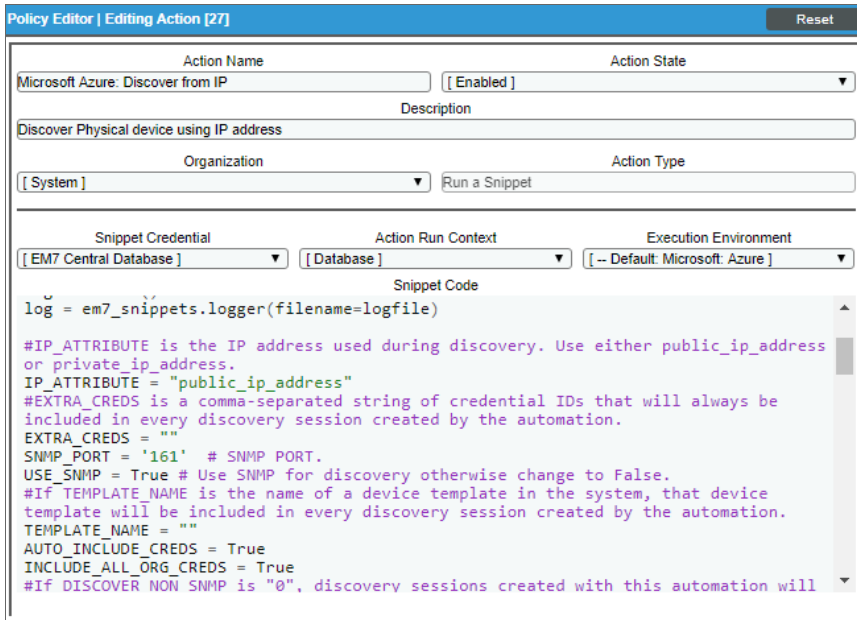 Policy Editor | Editing Action [27]
Reset
Action Name
Action State
Microsoft Azure: Discover from IP
[ Enabled ]
Description
Discover Physical device using IP address
Organization
Action Type
[ System ]
Run a Snippet
Snippet Credential
Action Run Context
Execution Environment
[ EM7 Central Database ]
[ Database ]
[ -- Default: Microsoft: Azure ]
Snippet Code
log = em7_snippets.logger(filename=logfile)
#IP_ATTRIBUTE is the IP address used during discovery. Use either public_ip_address
or private_ip_address.
IP_ATTRIBUTE = "public_ip_address"
#EXTRA_CREDS is a comma-separated string of credential IDs that will always be
included in every discovery session created by the automation.
EXTRA_CREDS = ""
SNMP_PORT = '161'  # SNMP PORT.
USE_SNMP = True # Use SNMP for discovery otherwise change to False.
#If TEMPLATE_NAME is the name of a device template in the system, that device
template will be included in every discovery session created by the automation.
TEMPLATE_NAME = ""
AUTO_INCLUDE_CREDS = True
INCLUDE_ALL_ORG_CREDS = True
#If DISCOVER_NON_SNMP is "0", discovery sessions created with this automation will